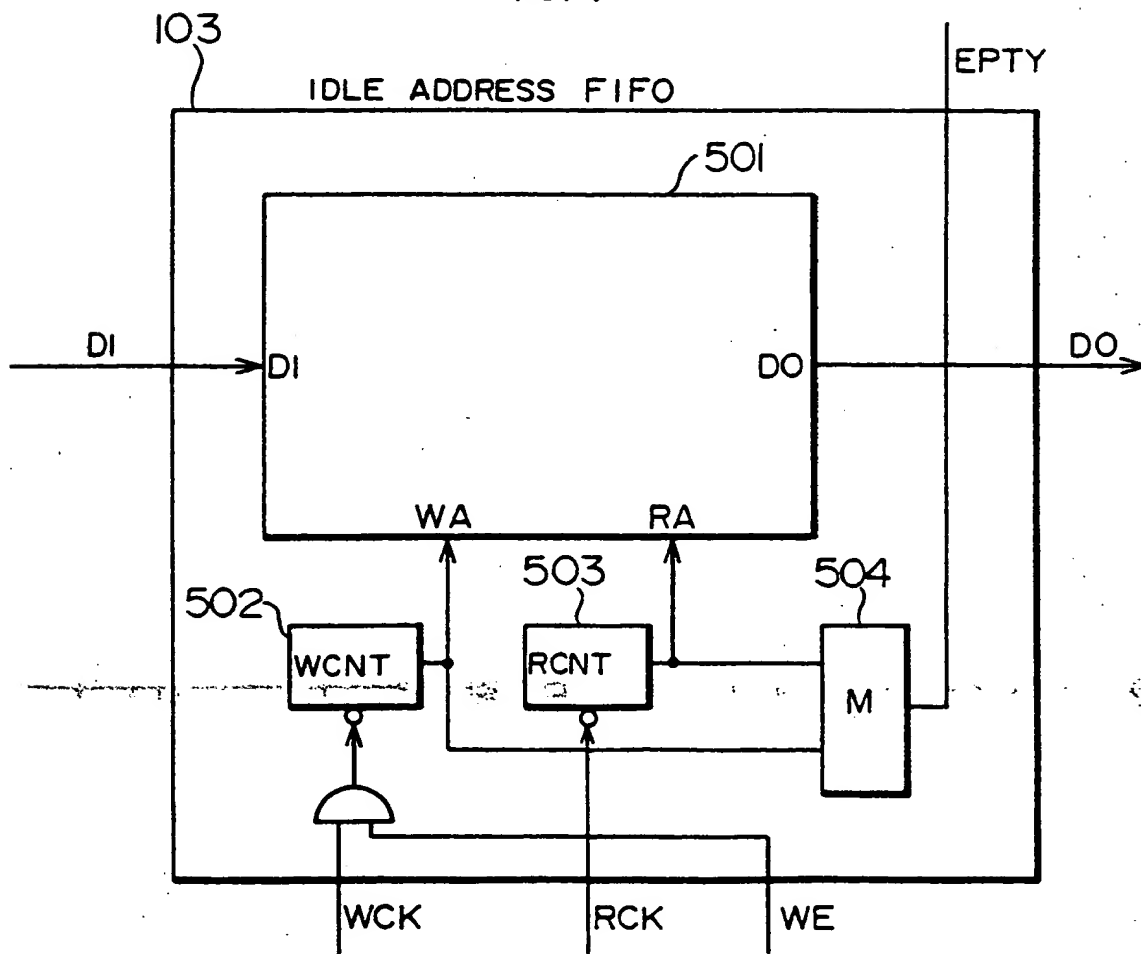 103
EPTY
IDLE ADDRESS FIFO
501
DI
DO
DI
DO
WA
RA
502
503
504
WCNT
RCNT
M
WCK
RCK
WE